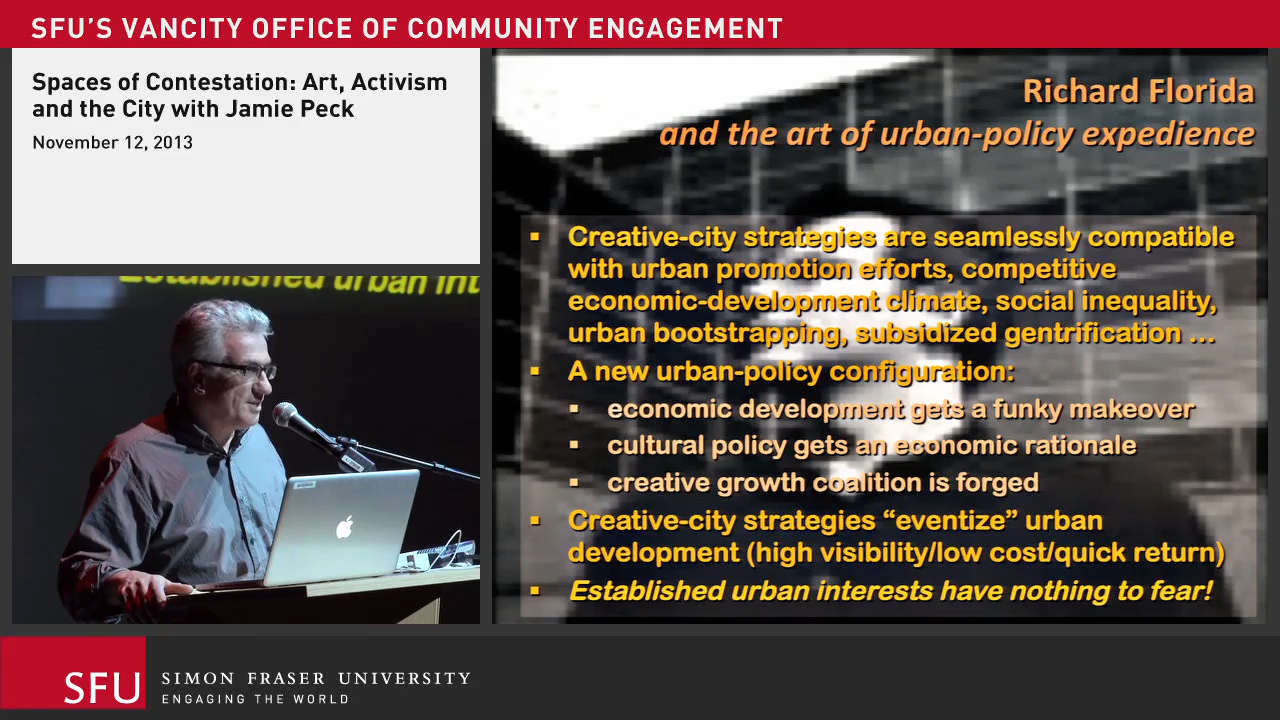 SFU'S VANCITY OFFICE OF COMMUNITY ENGAGEMENT
Spaces of Contestation: Art, Activism
and the City with Jamie Peck
November 12, 2013
Established urban int
Richard Florida
and the art of urban-policy expedience
▪ Creative-city strategies are seamlessly compatible
with urban promotion efforts, competitive
economic-development climate, social inequality,
urban bootstrapping, subsidized gentrification …
▪ A new urban-policy configuration:
▪ economic development gets a funky makeover
▪ cultural policy gets an economic rationale
▪ creative growth coalition is forged
▪ Creative-city strategies “eventize” urban
development (high visibility/low cost/quick return)
▪ Established urban interests have nothing to fear!
SFU SIMON FRASER UNIVERSITY
ENGAGING THE WORLD